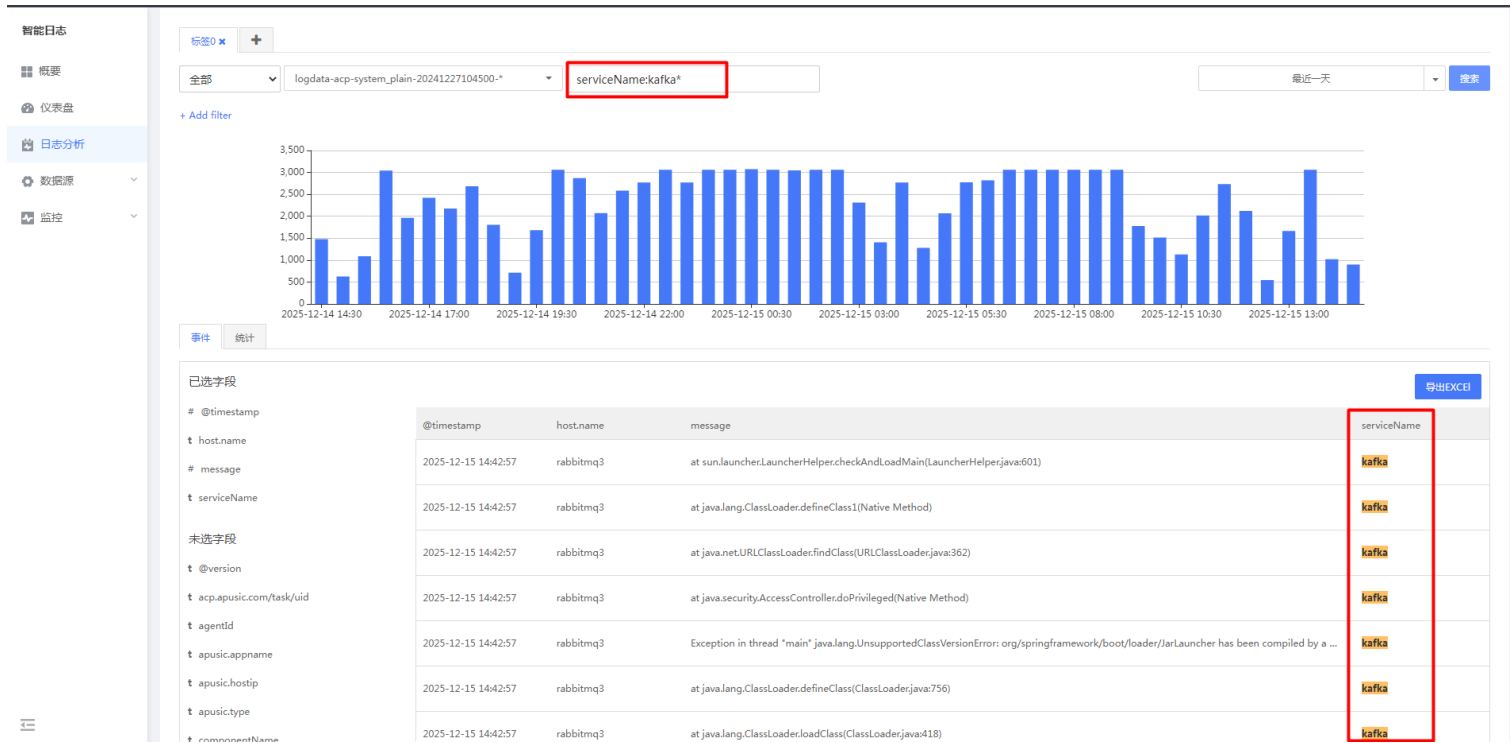 智能日志
概要
仪表盘
日志分析
数据源
监控
标签0 ✖ ✚
全部 logdata-acp-system_plain-20241227104500-* serviceName:kafka* 最近一天 搜索
+ Add filter
3,500
3,000
2,500
2,000
1,500
1,000
500
0
2025-12-14 14:30 2025-12-14 17:00 2025-12-14 19:30 2025-12-14 22:00 2025-12-15 00:30 2025-12-15 03:00 2025-12-15 05:30 2025-12-15 08:00 2025-12-15 10:30 2025-12-15 13:00
事件 统计
已选字段
# @timestamp
t host.name
# message
t serviceName
未选字段
t @version
t acp.apusic.com/task/uid
t agentId
t apusic.appname
t apusic.hostip
t apusic.type
t componentName
导出EXCEl
@timestamp host.name message serviceName
2025-12-15 14:42:57 rabbitmq3 at sun.launcher.LauncherHelper.checkAndLoadMain(LauncherHelper.java:601) kafka
2025-12-15 14:42:57 rabbitmq3 at java.lang.ClassLoader.defineClass1(Native Method) kafka
2025-12-15 14:42:57 rabbitmq3 at java.net.URLClassLoader.findClass(URLClassLoader.java:362) kafka
2025-12-15 14:42:57 rabbitmq3 at java.security.AccessController.doPrivileged(Native Method) kafka
2025-12-15 14:42:57 rabbitmq3 Exception in thread "main" java.lang.UnsupportedClassVersionError: org/springframework/boot/loader/JarLauncher has been compiled by a ... kafka
2025-12-15 14:42:57 rabbitmq3 at java.lang.ClassLoader.defineClass(ClassLoader.java:756) kafka
2025-12-15 14:42:57 rabbitmq3 at java.lang.ClassLoader.loadClass(ClassLoader.java:418) kafka